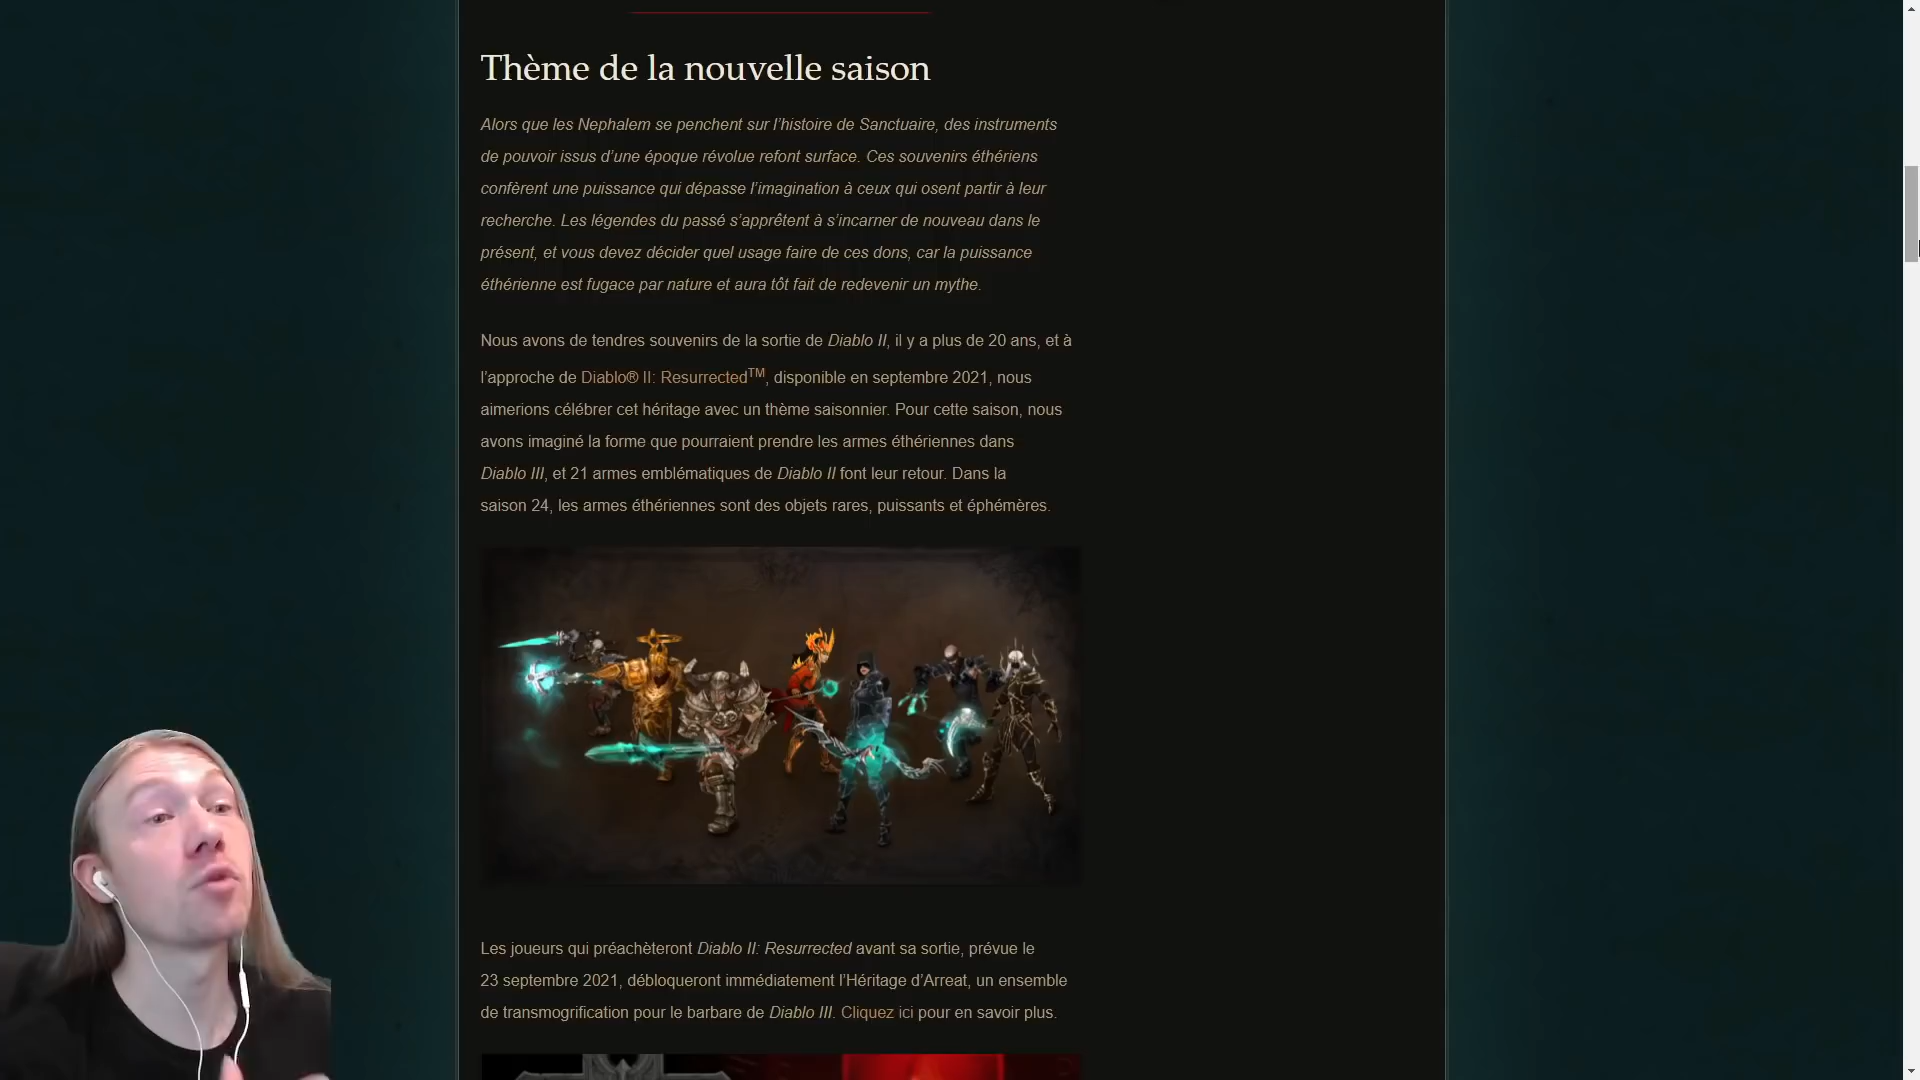 Thème de la nouvelle saison
Alors que les Nephalem se penchent sur l’histoire de Sanctuaire, des instruments
de pouvoir issus d’une époque révolue refont surface. Ces souvenirs éthériens
confèrent une puissance qui dépasse l’imagination à ceux qui osent partir à leur
recherche. Les légendes du passé s’apprêtent à s’incarner de nouveau dans le
présent, et vous devez décider quel usage faire de ces dons, car la puissance
éthérienne est fugace par nature et aura tôt fait de redevenir un mythe.
Nous avons de tendres souvenirs de la sortie de Diablo II, il y a plus de 20 ans, et à
l’approche de Diablo® II: Resurrected™, disponible en septembre 2021, nous
aimerions célébrer cet héritage avec un thème saisonnier. Pour cette saison, nous
avons imaginé la forme que pourraient prendre les armes éthériennes dans
Diablo III, et 21 armes emblématiques de Diablo II font leur retour. Dans la
saison 24, les armes éthériennes sont des objets rares, puissants et éphémères.
Les joueurs qui préachèteront Diablo II: Resurrected avant sa sortie, prévue le
23 septembre 2021, débloqueront immédiatement l’Héritage d’Arreat, un ensemble
de transmogrification pour le barbare de Diablo III. Cliquez ici pour en savoir plus.